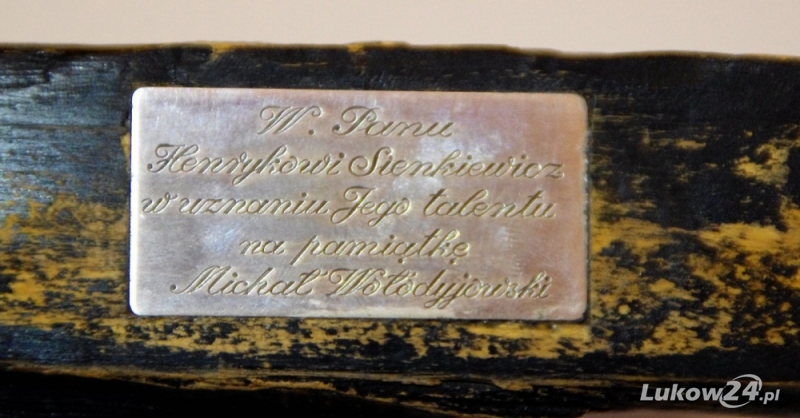 W. Panu
Henrykowi Sienkiewicz
w uznaniu Jego talentu
na pamiątkę
Michał Wołodyjowski
Lukow24.pl